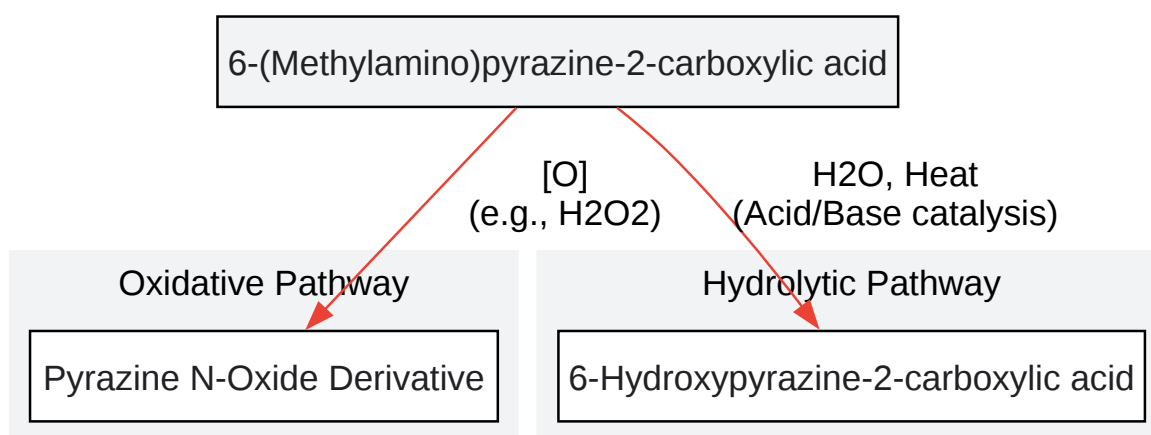 6-(Methylamino)pyrazine-2-carboxylic acid
[O]
(e.g., H2O2)
H2O, Heat
(Acid/Base catalysis)
Oxidative Pathway
Hydrolytic Pathway
Pyrazine N-Oxide Derivative
6-Hydroxypyrazine-2-carboxylic acid